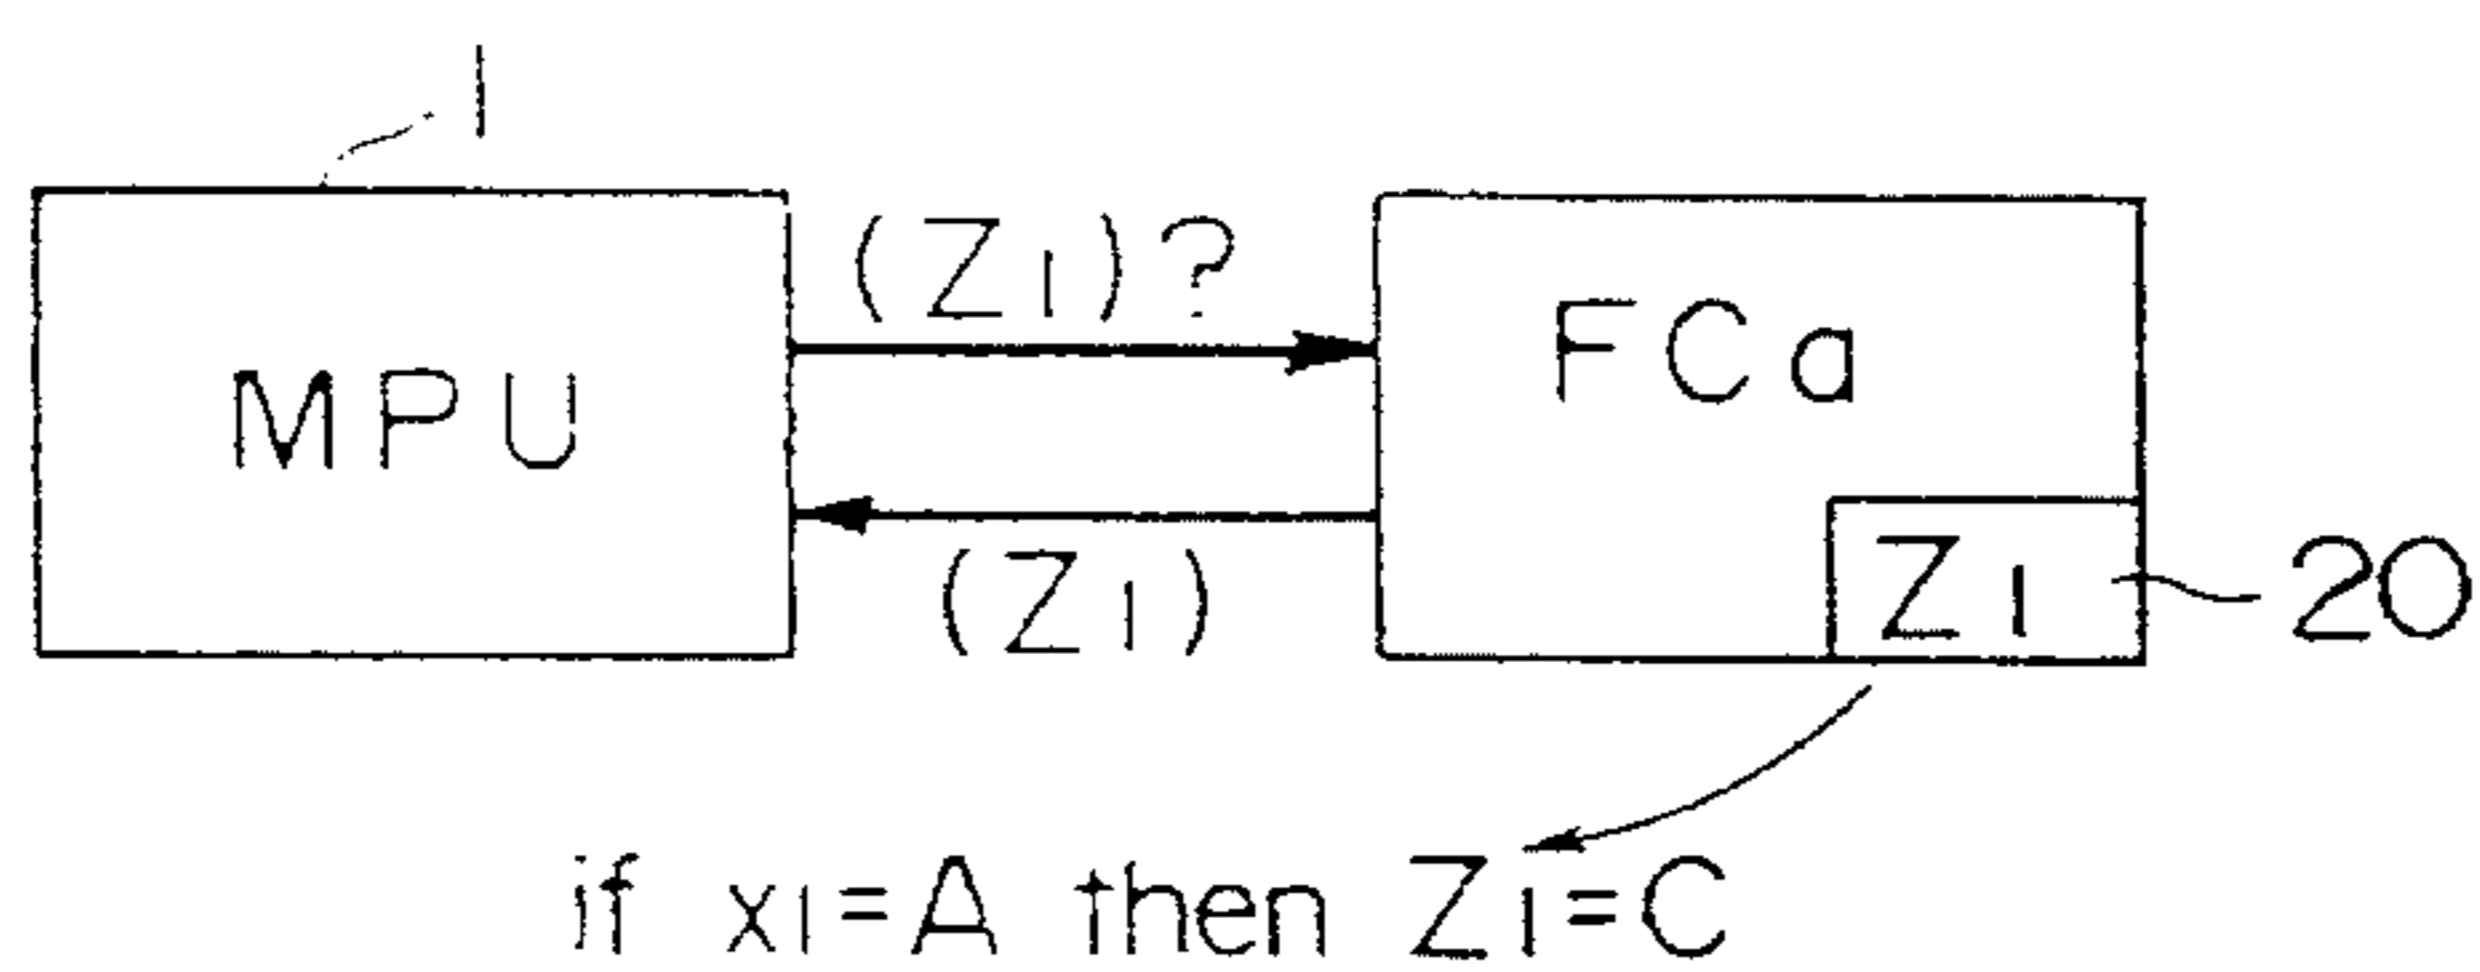 1
(Z1)?
MPU
FCa
(Z1)
Z1
20
if x1=A then Z1=C